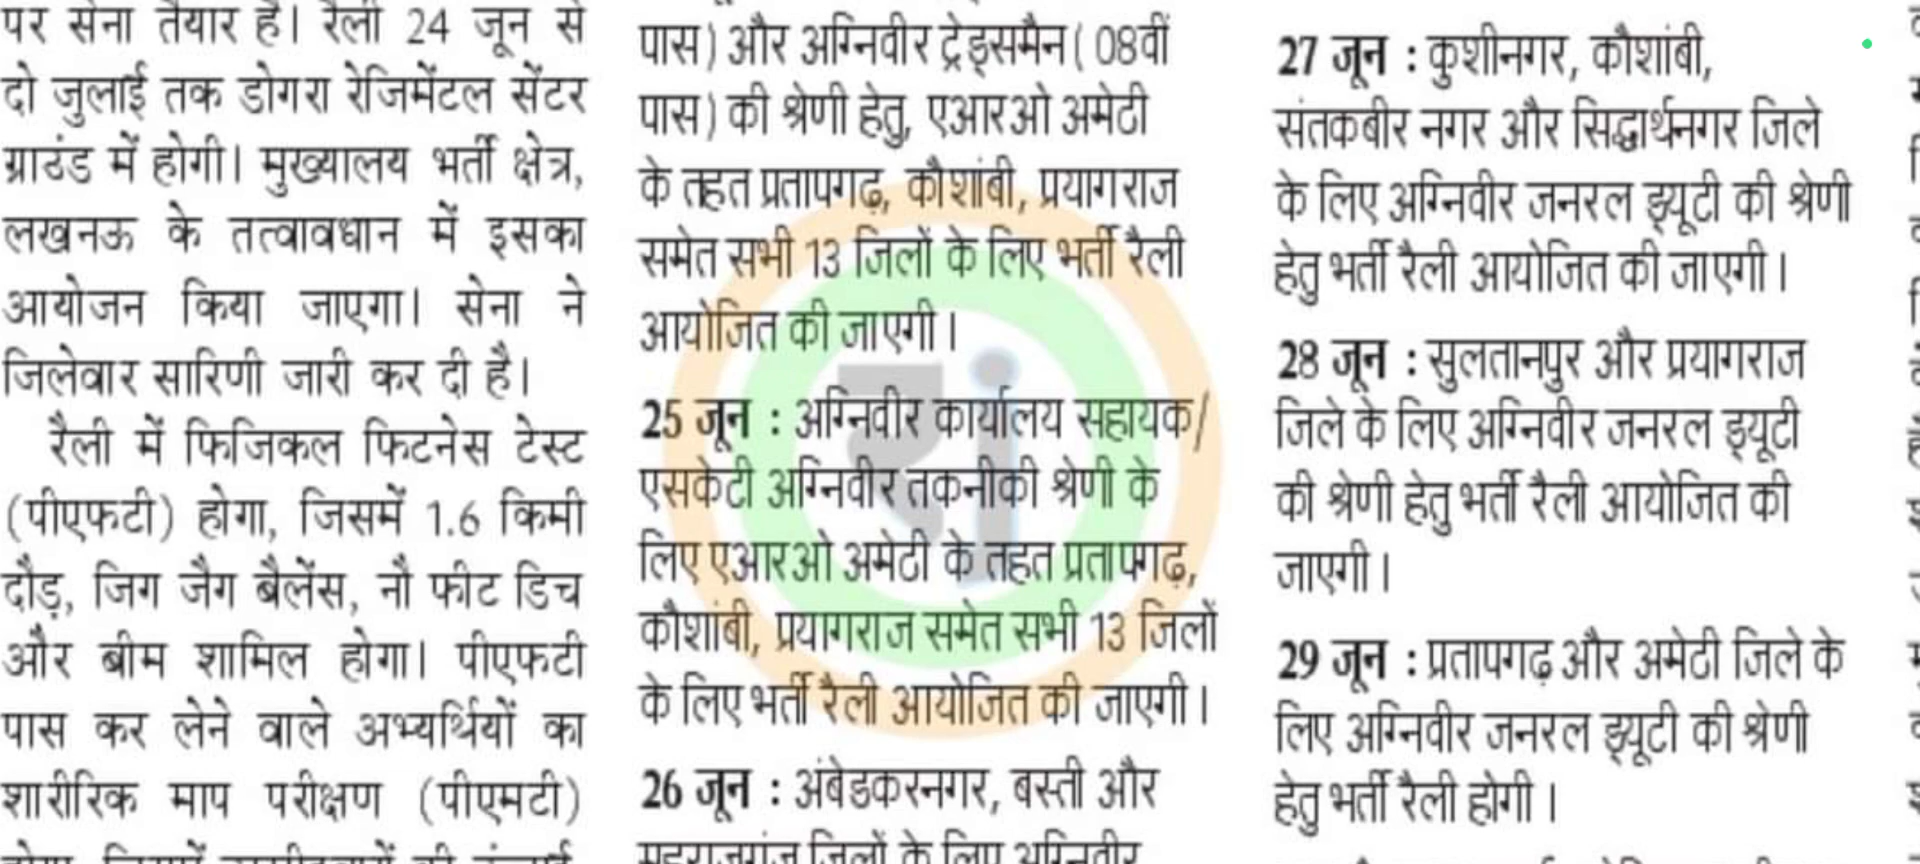 पर सेना तैयार है। रैली 24 जून से
दो जुलाई तक डोगरा रेजिमेंटल सेंटर
ग्राउंड में होगी। मुख्यालय भर्ती क्षेत्र,
लखनऊ के तत्वावधान में इसका
आयोजन किया जाएगा। सेना ने
जिलेवार सारिणी जारी कर दी है।
रैली में फिजिकल फिटनेस टेस्ट
(पीएफटी) होगा, जिसमें 1.6 किमी
दौड़, जिग जैग बैलेंस, नौ फीट डिच
और बीम शामिल होगा। पीएफटी
पास कर लेने वाले अभ्यर्थियों का
शारीरिक माप परीक्षण (पीएमटी)
पास) और अग्निवीर ट्रेड्समैन ( 08वीं
पास) की श्रेणी हेतु, एआरओ अमेटी
के तहत प्रतापगढ़, कौशांबी, प्रयागराज
समेत सभी 13 जिलों के लिए भर्ती रैली
आयोजित की जाएगी।
25 जून : अग्निवीर कार्यालय सहायक/
एसकेटी अग्निवीर तकनीकी श्रेणी के
लिए एआरओ अमेटी के तहत प्रतापगढ़,
कौशांबी, प्रयागराज समेत सभी 13 जिलों
के लिए भर्ती रैली आयोजित की जाएगी।
26 जून : अंबेडकरनगर, बस्ती और
महराजगंज जिलों के लिए अग्निवीर
27 जून : कुशीनगर, कौशांबी,
संतकबीर नगर और सिद्धार्थनगर जिले
के लिए अग्निवीर जनरल ड्यूटी की श्रेणी
हेतु भर्ती रैली आयोजित की जाएगी।
28 जून : सुलतानपुर और प्रयागराज
जिले के लिए अग्निवीर जनरल ड्यूटी
की श्रेणी हेतु भर्ती रैली आयोजित की
जाएगी।
29 जून : प्रतापगढ़ और अमेटी जिले के
लिए अग्निवीर जनरल ड्यूटी की श्रेणी
हेतु भर्ती रैली होगी।